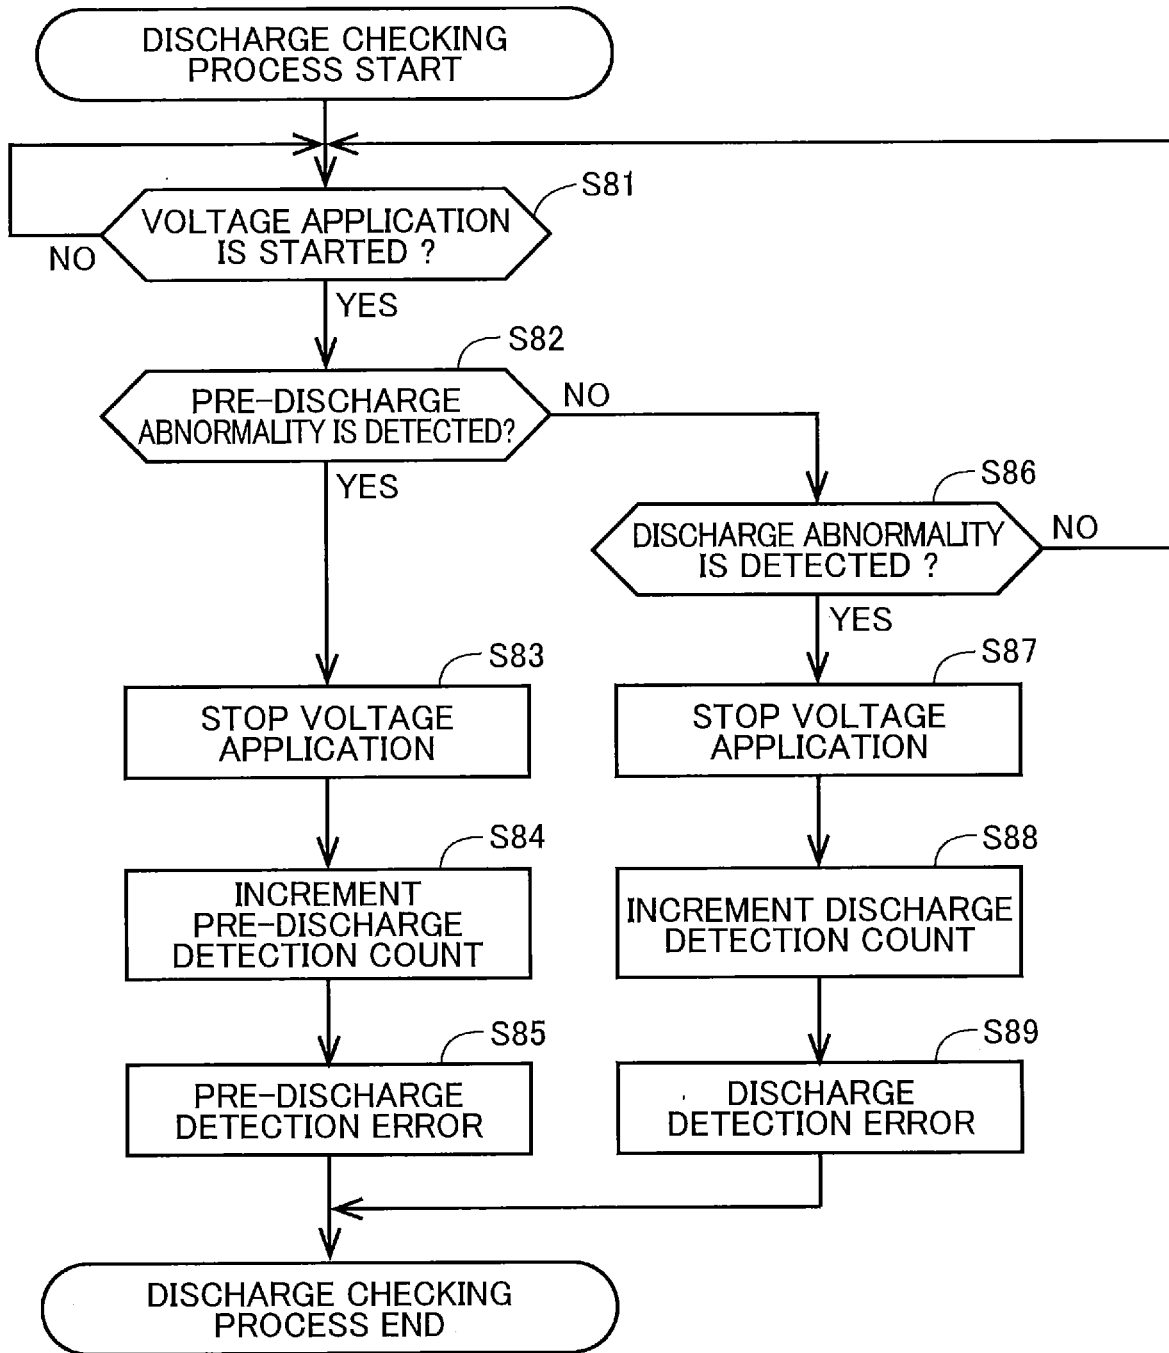 DISCHARGE CHECKING
PROCESS START
S81
VOLTAGE APPLICATION
IS STARTED ?
NO
YES
S82
PRE-DISCHARGE
ABNORMALITY IS DETECTED?
NO
YES
S86
DISCHARGE ABNORMALITY
IS DETECTED ?
NO
YES
S83
STOP VOLTAGE
APPLICATION
S87
STOP VOLTAGE
APPLICATION
S84
INCREMENT
PRE-DISCHARGE
DETECTION COUNT
S88
INCREMENT DISCHARGE
DETECTION COUNT
S85
PRE-DISCHARGE
DETECTION ERROR
S89
DISCHARGE
DETECTION ERROR
DISCHARGE CHECKING
PROCESS END